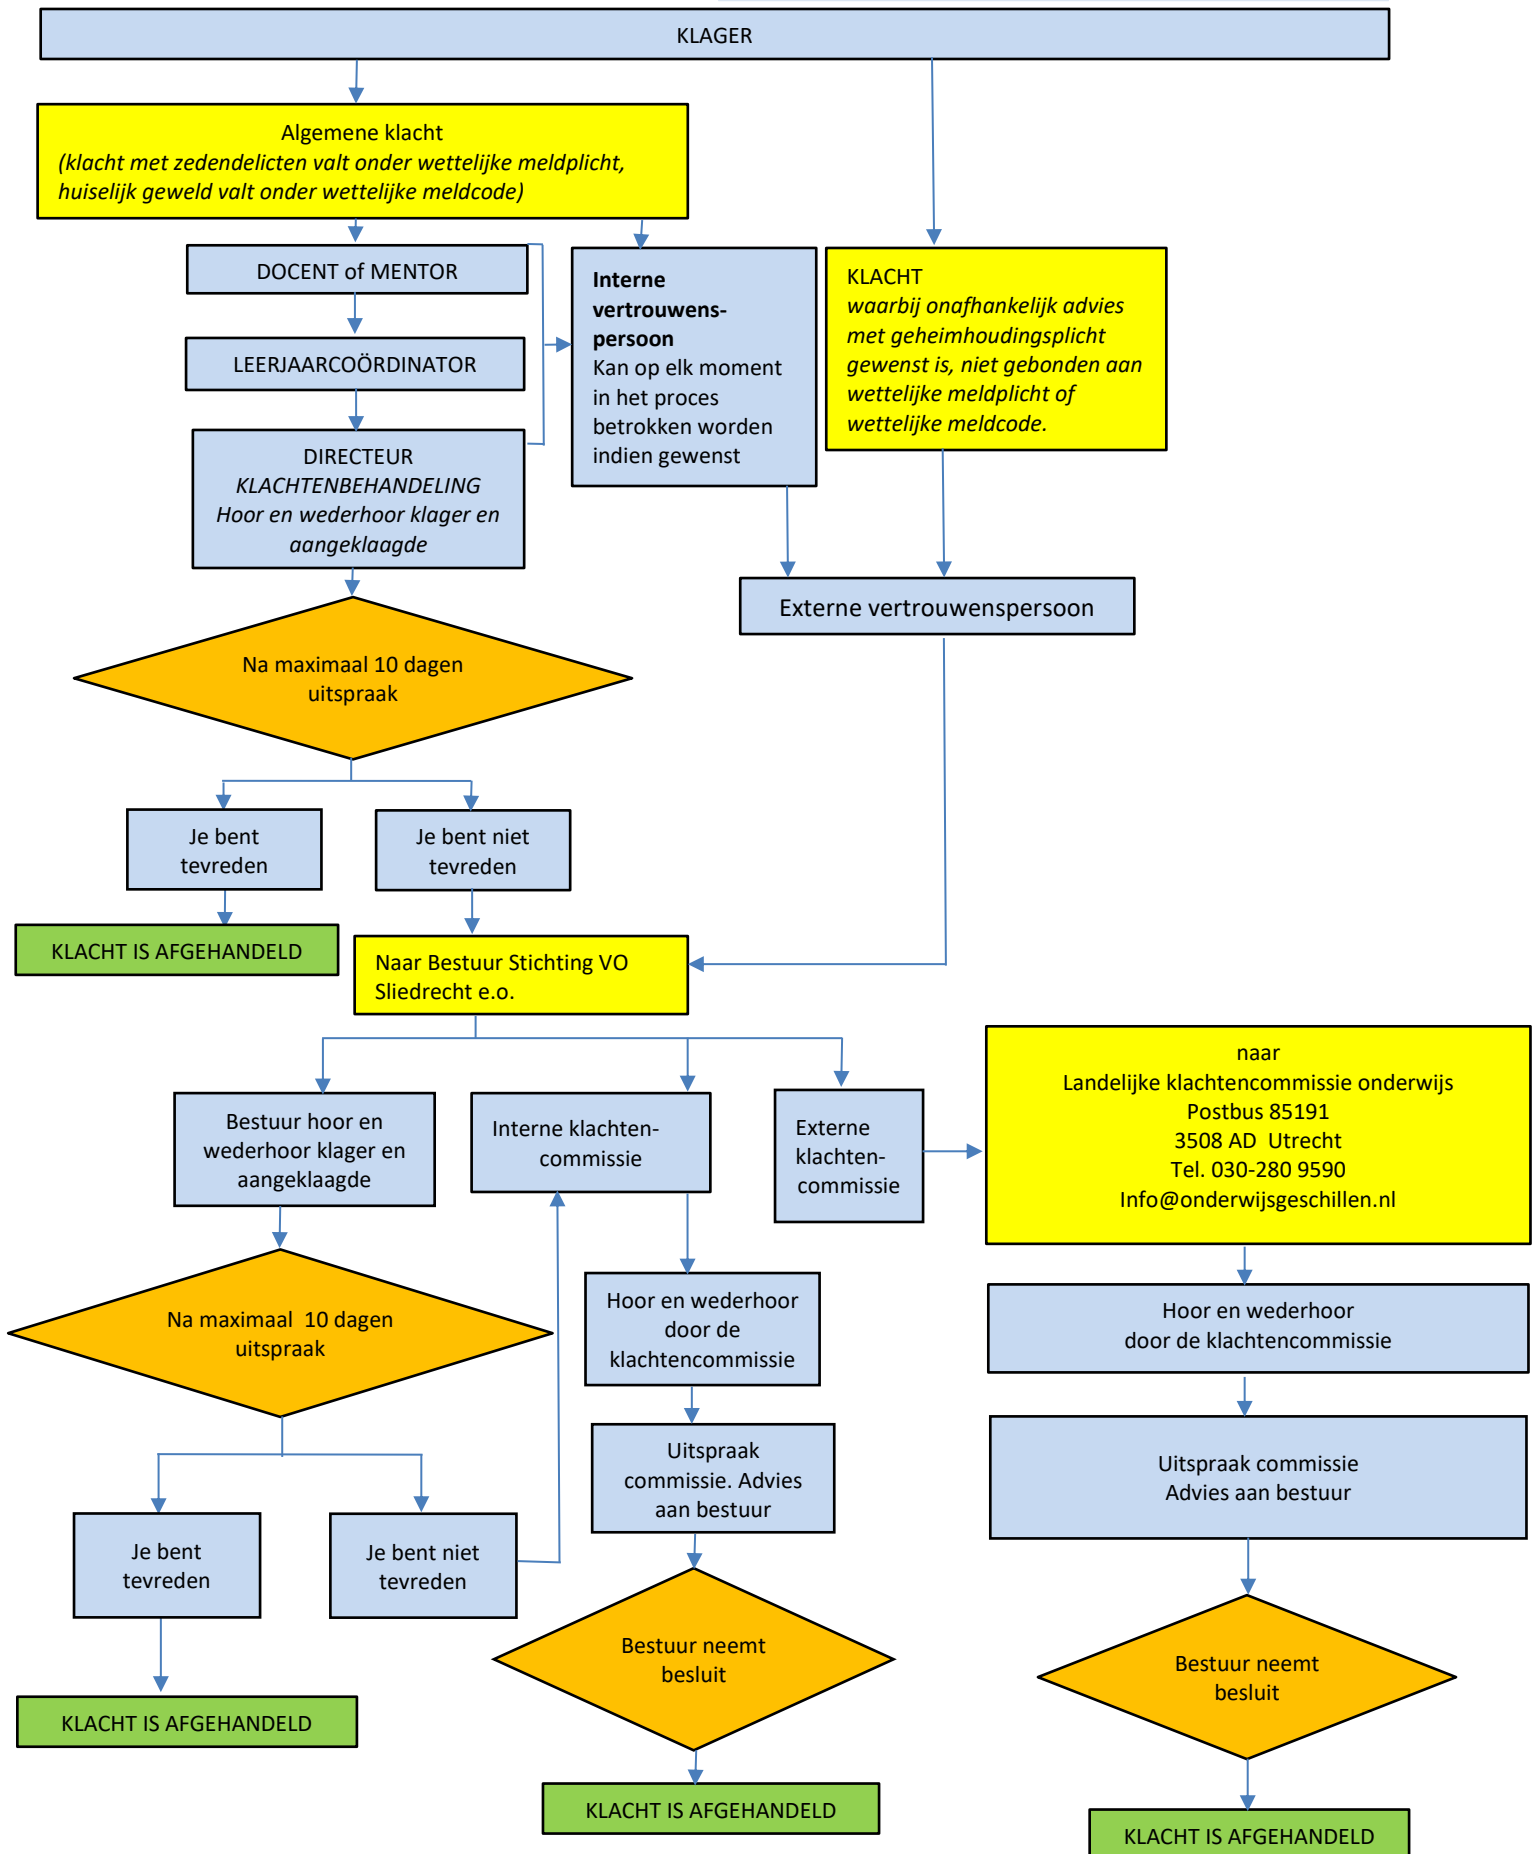 KLAGER
Algemene klacht
(klacht met zedendelicten valt onder wettelijke meldplicht,
huiselijk geweld valt onder wettelijke meldcode)
DOCENT of MENTOR
LEERJAARCOÖRDINATOR
DIRECTEUR
KLACHTENBEHANDELING
Hoor en wederhoor klager en
aangeklaagde
Interne
vertrouwens-
persoon
Kan op elk moment
in het proces
betrokken worden
indien gewenst
KLACHT
waarbij onafhankelijk advies
met geheimhoudingsplicht
gewenst is, niet gebonden aan
wettelijke meldplicht of
wettelijke meldcode.
Externe vertrouwenspersoon
Na maximaal 10 dagen
uitspraak
Je bent
tevreden
Je bent niet
tevreden
KLACHT IS AFGEHANDELD
Naar Bestuur Stichting VO
Sliedrecht e.o.
Bestuur hoor en
wederhoor klager en
aangeklaagde
Interne klachten-
commissie
Externe
klachten-
commissie
naar
Landelijke klachtencommissie onderwijs
Postbus 85191
3508 AD  Utrecht
Tel. 030-280 9590
Info@onderwijsgeschillen.nl
Na maximaal  10 dagen
uitspraak
Hoor en wederhoor
door de
klachtencommissie
Hoor en wederhoor
door de klachtencommissie
Uitspraak
commissie. Advies
aan bestuur
Uitspraak commissie
Advies aan bestuur
Je bent
tevreden
Je bent niet
tevreden
Bestuur neemt
besluit
Bestuur neemt
besluit
KLACHT IS AFGEHANDELD
KLACHT IS AFGEHANDELD
KLACHT IS AFGEHANDELD